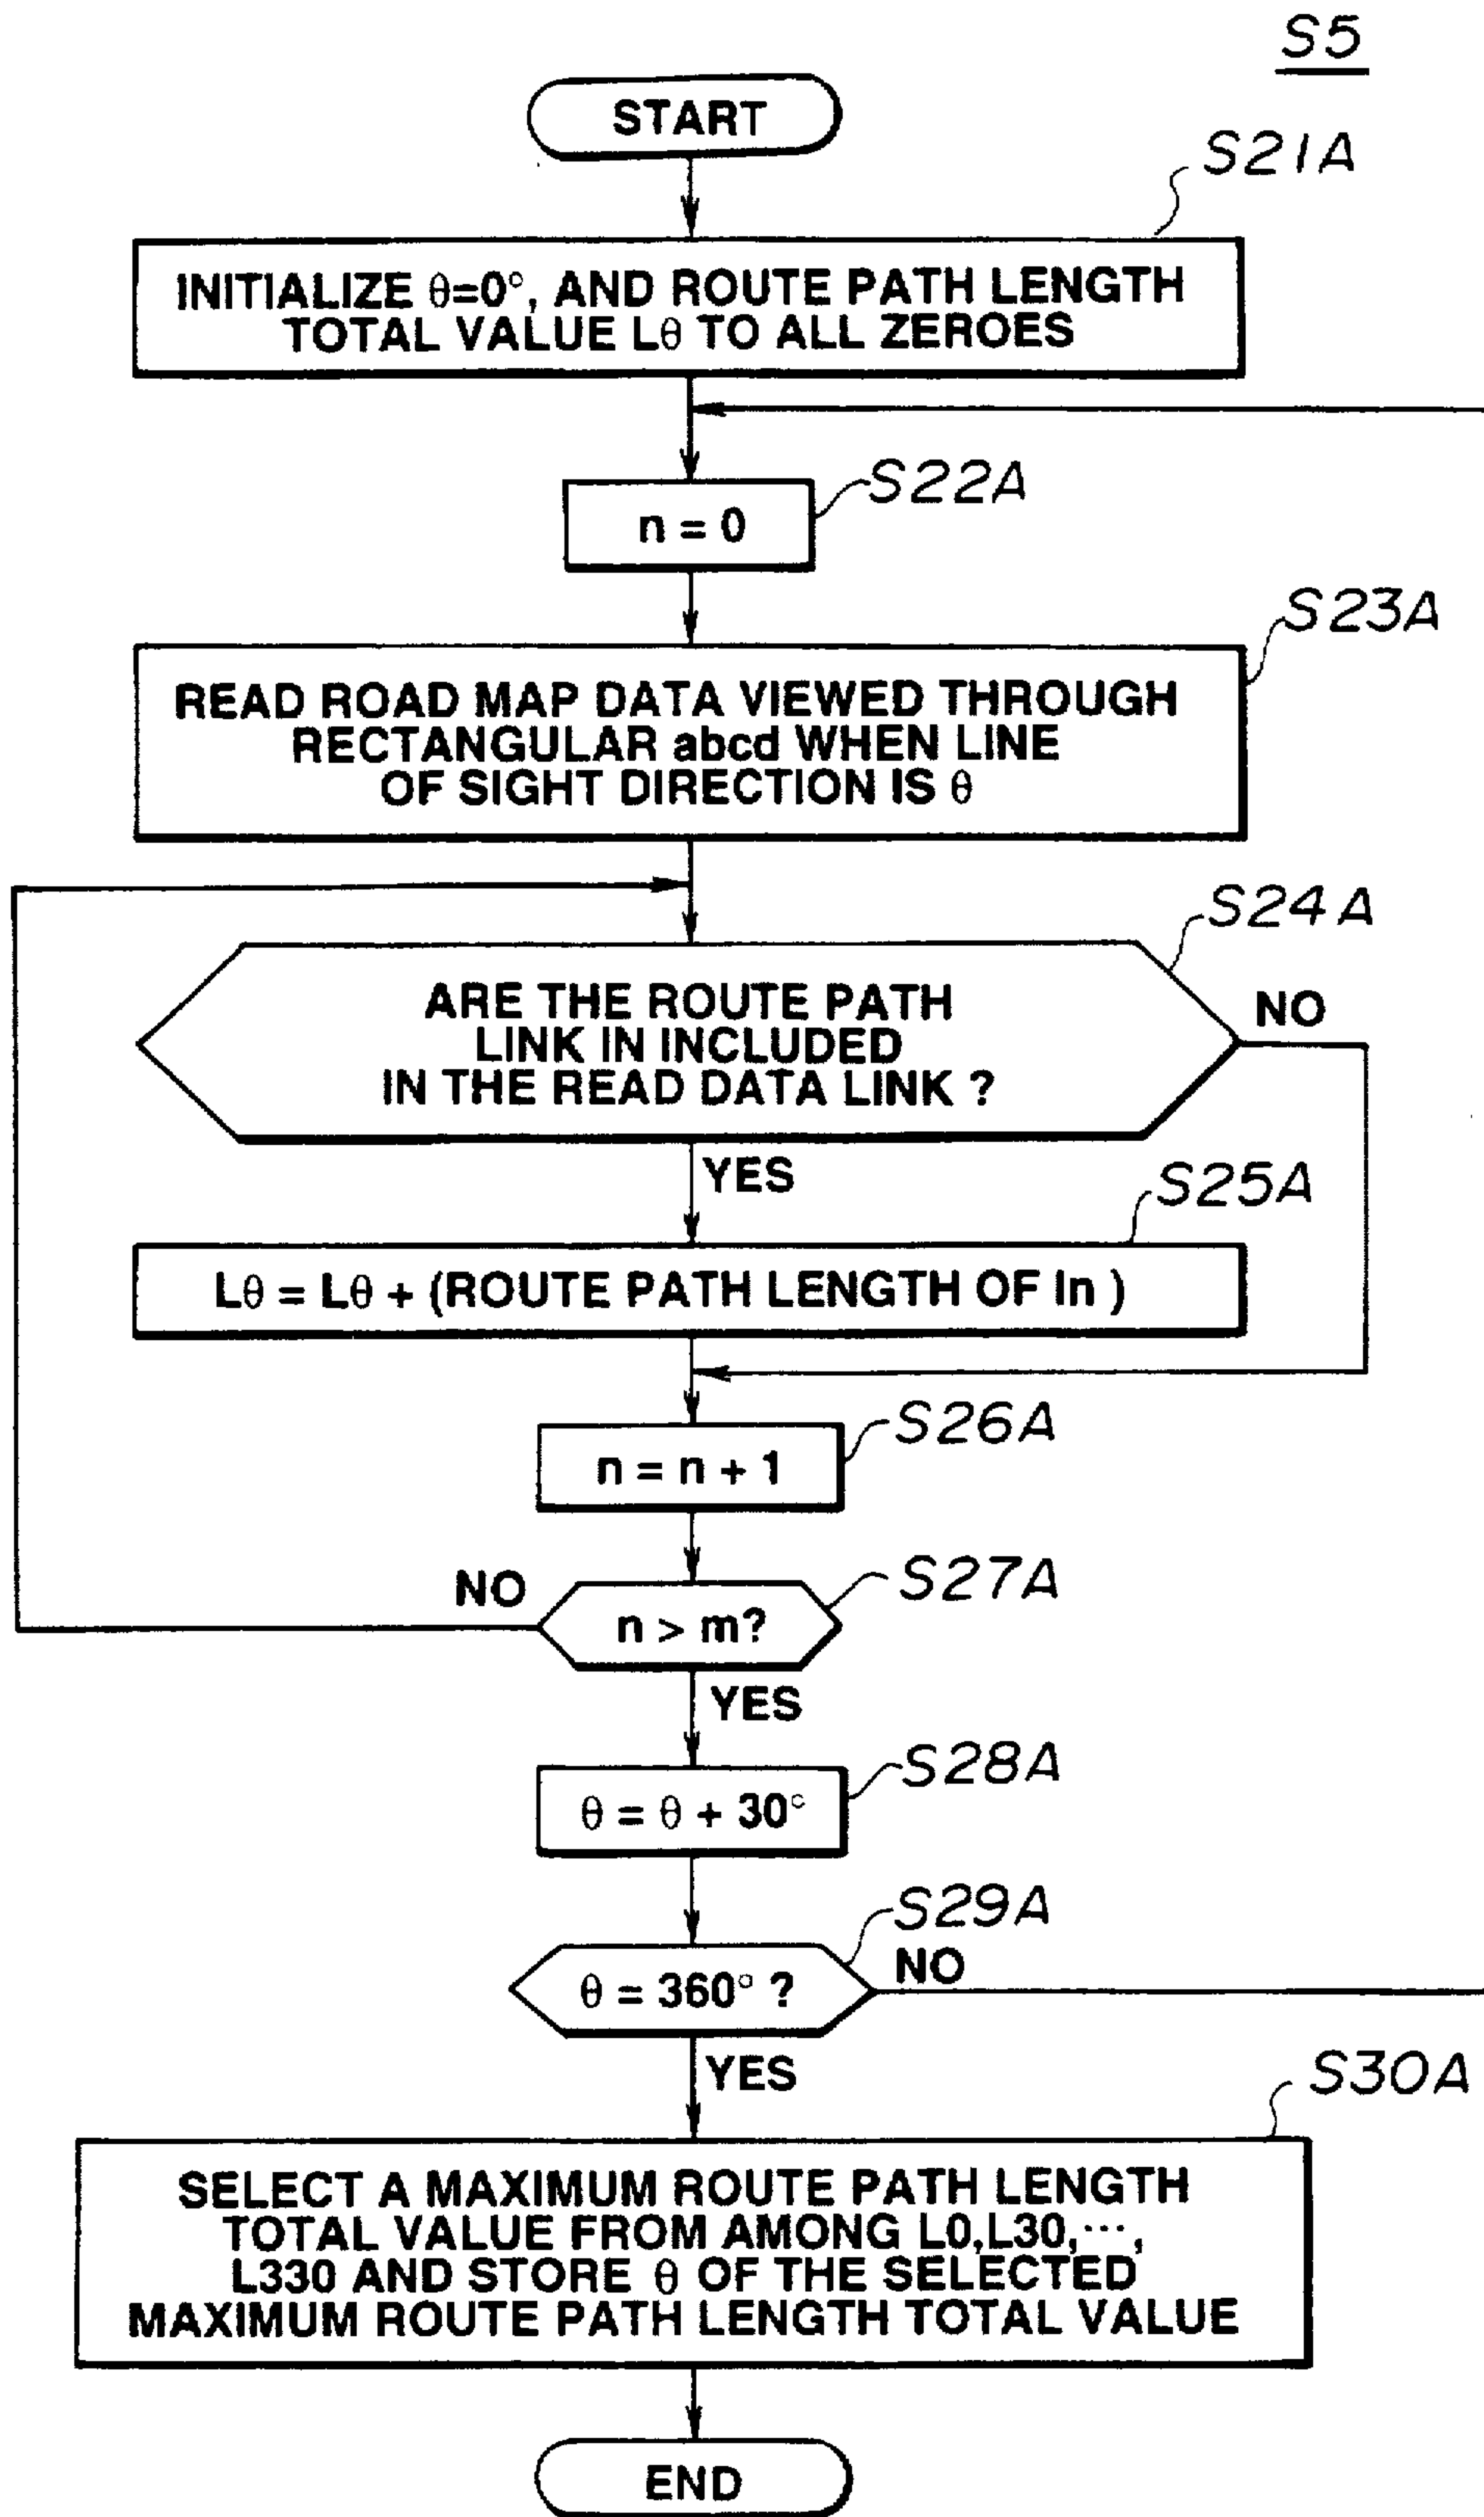 S5
START
S21A
INITIALIZE θ=0°, AND ROUTE PATH LENGTH
TOTAL VALUE Lθ TO ALL ZEROES
S22A
n = 0
S23A
READ ROAD MAP DATA VIEWED THROUGH
RECTANGULAR abcd WHEN LINE
OF SIGHT DIRECTION IS θ
S24A
ARE THE ROUTE PATH
LINK IN INCLUDED
IN THE READ DATA LINK ?
NO
YES
S25A
Lθ = Lθ + (ROUTE PATH LENGTH OF ln )
S26A
n = n + 1
S27A
NO
n > m?
YES
S28A
θ = θ + 30°
S29A
NO
θ = 360° ?
YES
S30A
SELECT A MAXIMUM ROUTE PATH LENGTH
TOTAL VALUE FROM AMONG L0,L30,···,
L330 AND STORE θ OF THE SELECTED
MAXIMUM ROUTE PATH LENGTH TOTAL VALUE
END